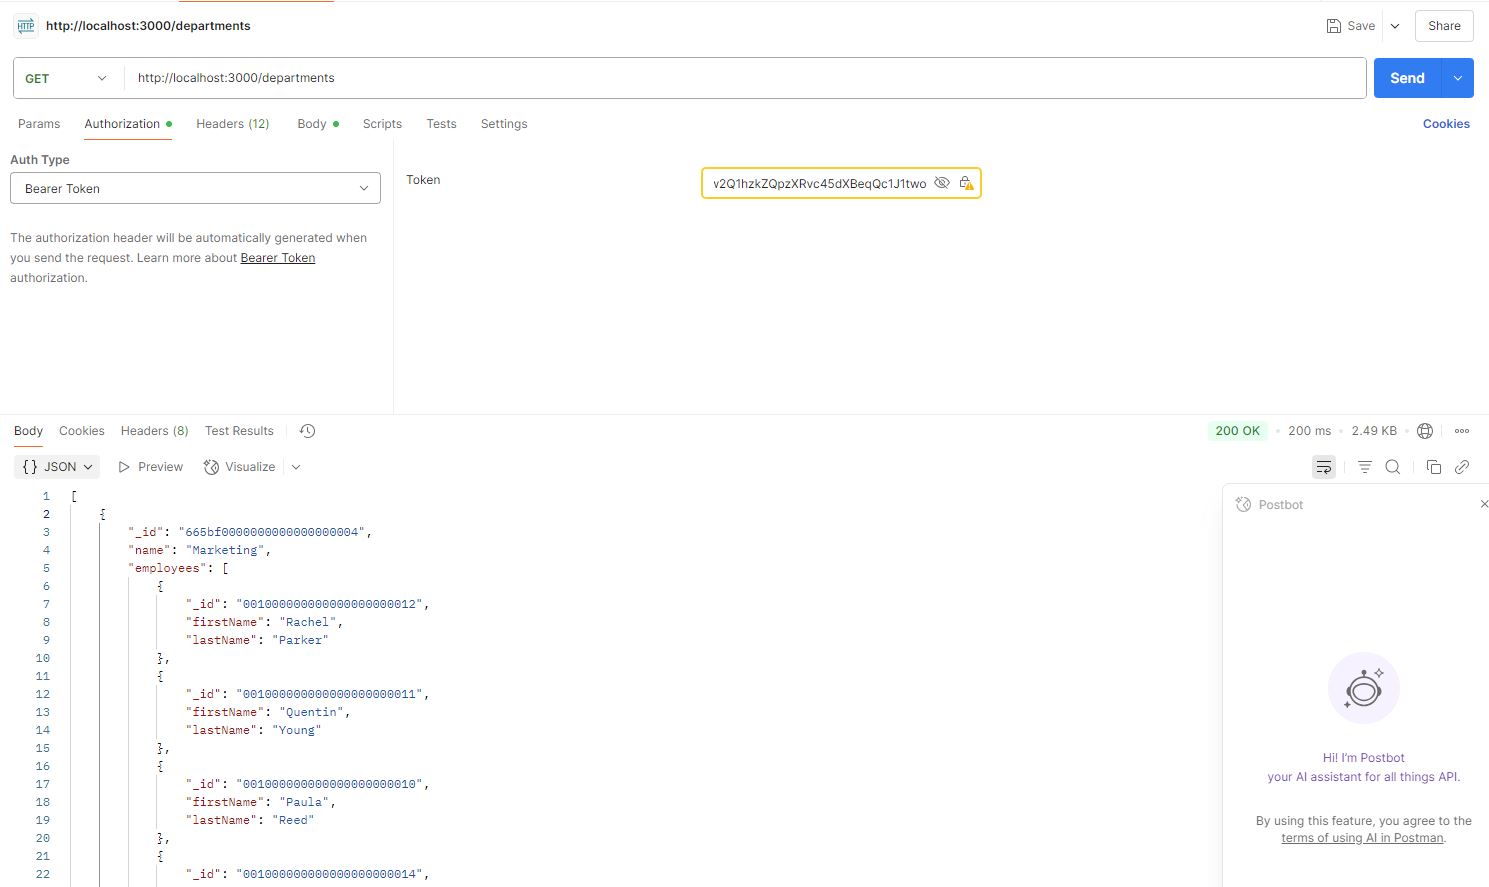 HTTP http://localhost:3000/departments
Save
Share
GET
http://localhost:3000/departments
Send
Params
Authorization
Headers (12)
Body
Scripts
Tests
Settings
Cookies
Auth Type
Bearer Token
The authorization header will be automatically generated when
you send the request. Learn more about Bearer Token
authorization.
Token
v2Q1hzkZQpzXRvc45dXBeqQc1J1two
Body
Cookies
Headers (8)
Test Results
200 OK
200 ms
2.49 KB
{} JSON
Preview
Visualize
1 [
2 {
3 "_id": "665bf0000000000000000004",
4 "name": "Marketing",
5 "employees": [
6 {
7 "_id": "001000000000000000000012",
8 "firstName": "Rachel",
9 "lastName": "Parker"
10 },
11 {
12 "_id": "001000000000000000000011",
13 "firstName": "Quentin",
14 "lastName": "Young"
15 },
16 {
17 "_id": "001000000000000000000010",
18 "firstName": "Paula",
19 "lastName": "Reed"
20 },
21 {
22 "_id": "001000000000000000000014",
Postbot
Hi! I'm Postbot
your AI assistant for all things API.
By using this feature, you agree to the
terms of using AI in Postman.